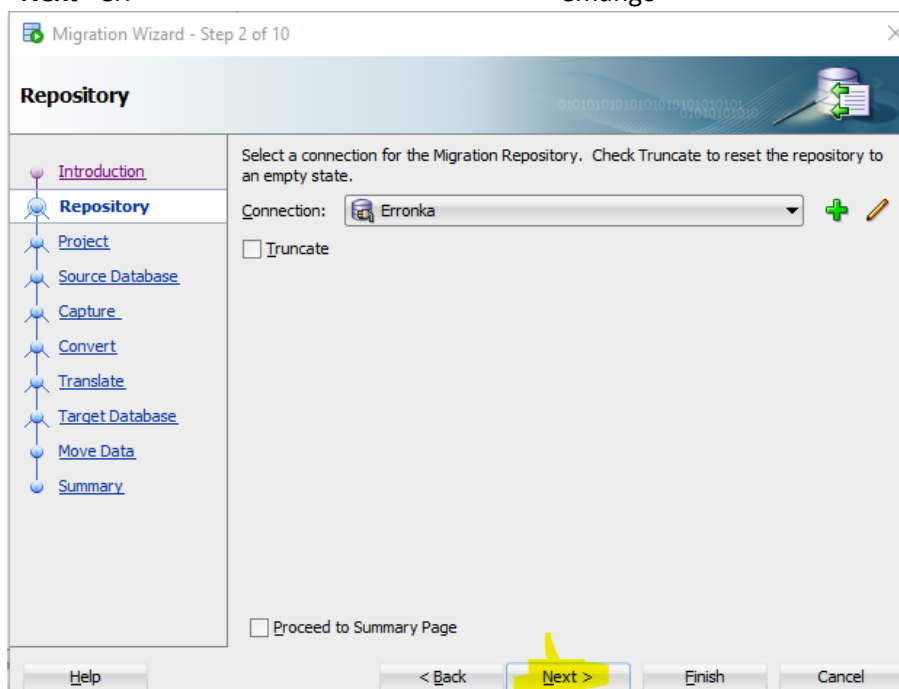 Migration Wizard - Step 2 of 10
Repository
Introduction
Repository
Project
Source Database
Capture
Convert
Translate
Target Database
Move Data
Summary
Select a connection for the Migration Repository. Check Truncate to reset the repository to
an empty state.
Connection: Erronka
Truncate
Proceed to Summary Page
Help < Back Next > Finish Cancel